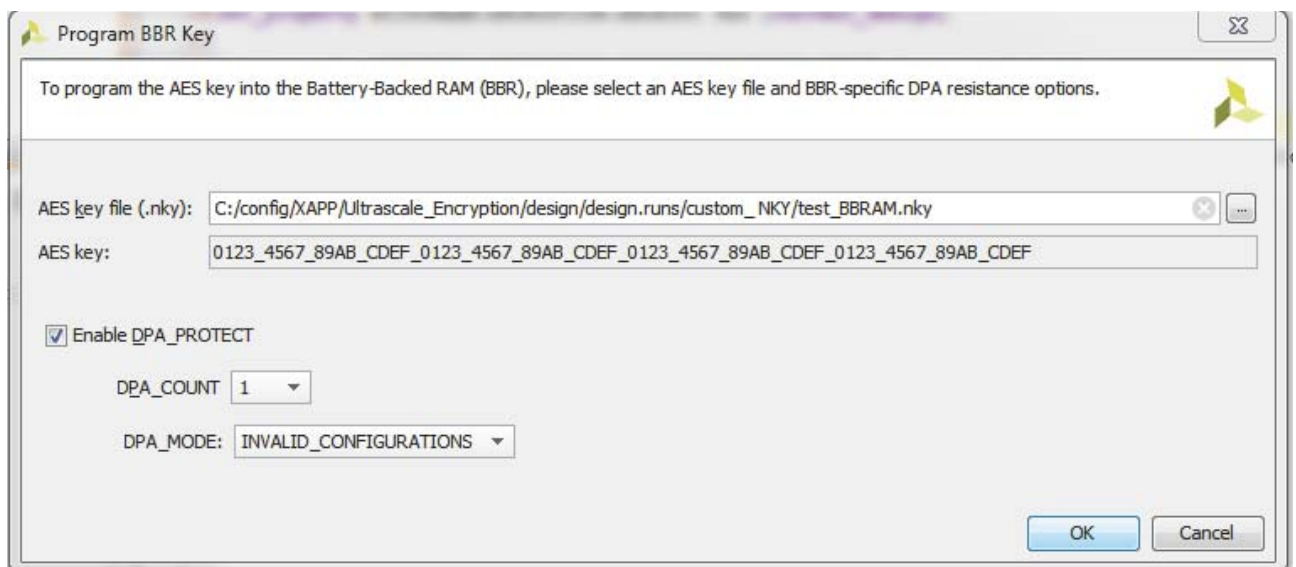 Program BBR Key
To program the AES key into the Battery-Backed RAM (BBR), please select an AES key file and BBR-specific DPA resistance options.
AES key file (.nky): C:/config/XAPP/Ultrascale_Encryption/design/design.runs/custom_NKY/test_BBRAM.nky ...
AES key: 0123_4567_89AB_CDEF_0123_4567_89AB_CDEF_0123_4567_89AB_CDEF_0123_4567_89AB_CDEF
Enable DPA_PROTECT
DPA_COUNT 1
DPA_MODE: INVALID_CONFIGURATIONS
OK Cancel